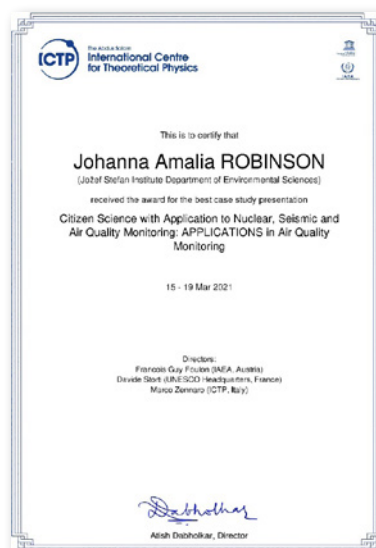 ICTP
The Abdus Salam
International Centre
for Theoretical Physics
This is to certify that
Johanna Amalia ROBINSON
(Jožef Stefan Institute Department of Environmental Sciences)
received the award for the best case study presentation
Citizen Science with Application to Nuclear, Seismic and
Air Quality Monitoring: APPLICATIONS in Air Quality
Monitoring
15 - 19 Mar 2021
Directors:
Francois Guy Foulon (IAEA, Austria)
Davide Storti (UNESCO Headquarters, France)
Marco Zennaro (ICTP, Italy)
Dabholkar
Atish Dabholkar, Director